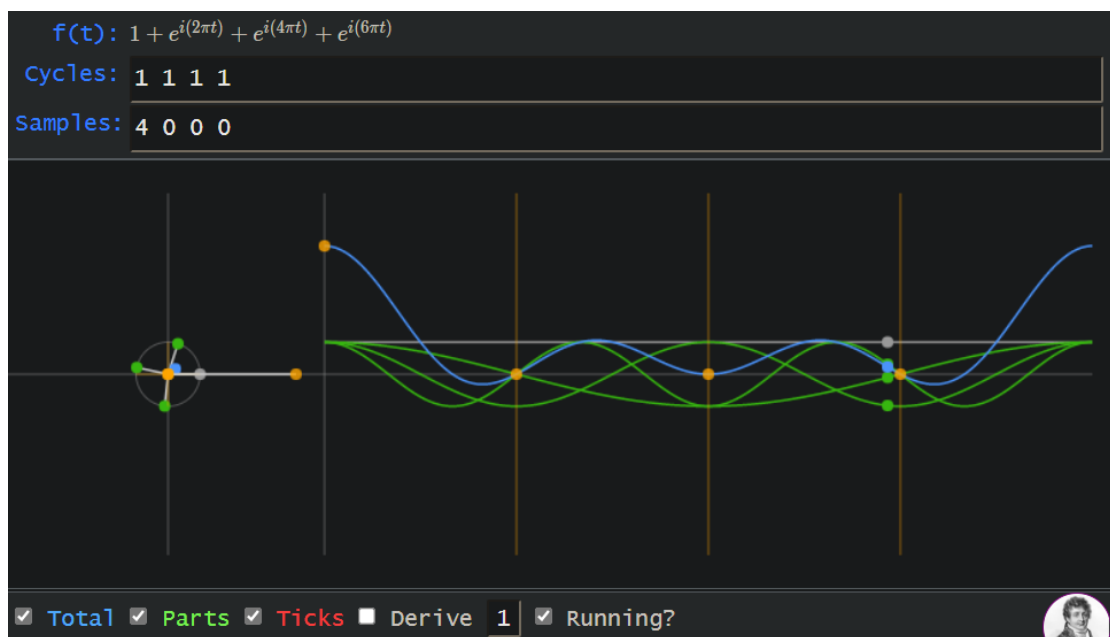 f(t): 1 + e^{i(2πt)} + e^{i(4πt)} + e^{i(6πt)}
Cycles: 1 1 1 1
Samples: 4 0 0 0
Total Parts Ticks Derive 1 Running?